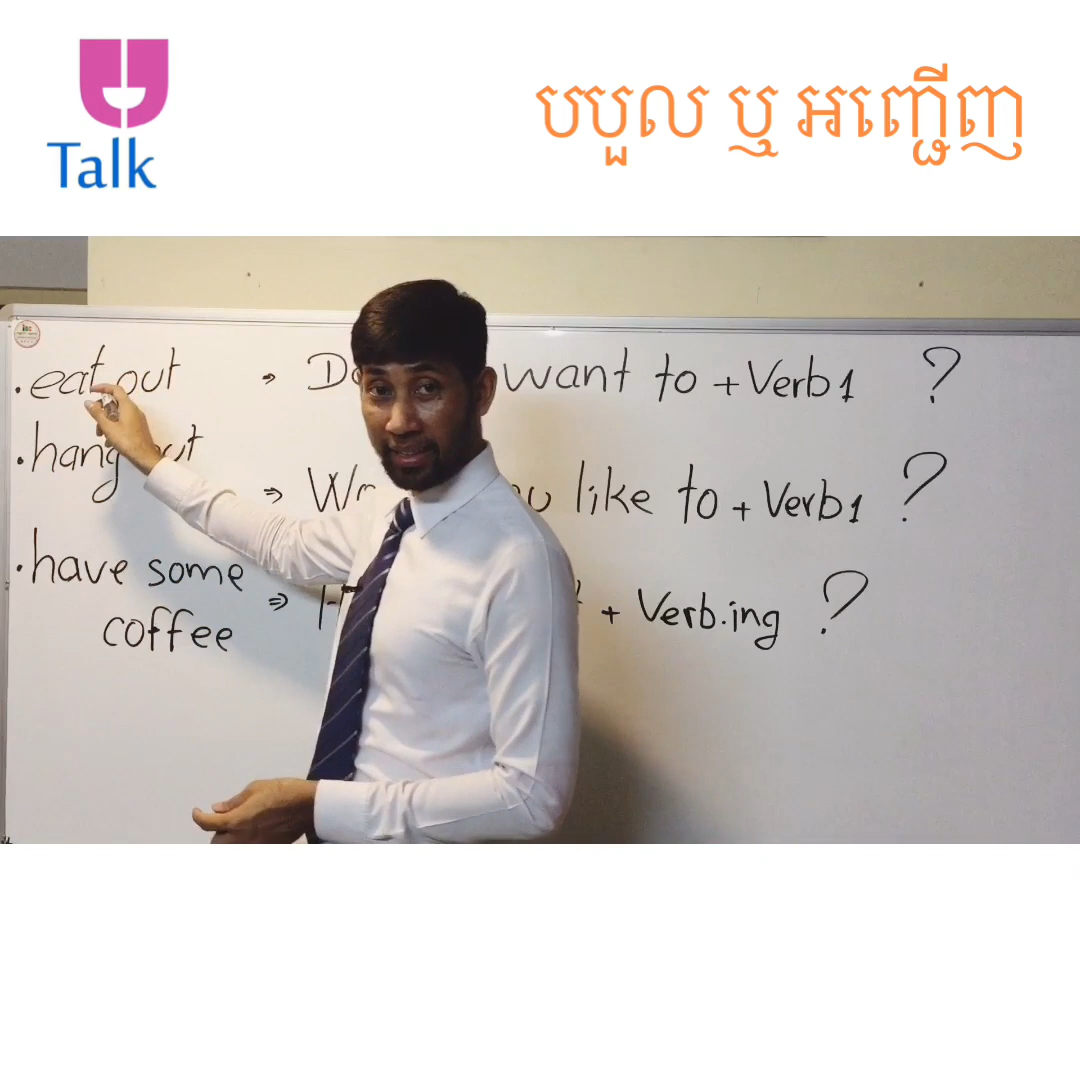 Talk
បបួល ឬ អញ្ជើញ
• eat out
⇒ want to + Verb1 ?
• hang out
⇒ like to + Verb1 ?
• have some
coffee
⇒ + Verb.ing ?